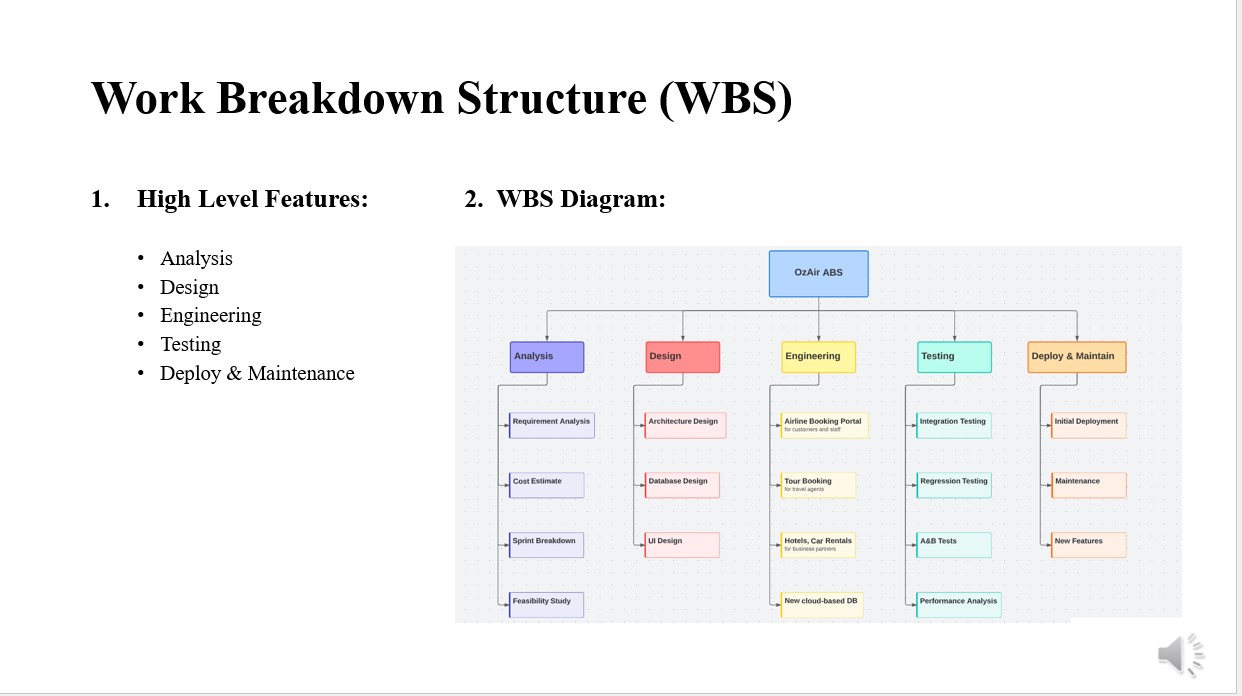 Work Breakdown Structure (WBS)
1. High Level Features:
• Analysis
• Design
• Engineering
• Testing
• Deploy & Maintenance
2. WBS Diagram:
OzAir ABS
Analysis
Requirement Analysis
Cost Estimate
Sprint Breakdown
Feasibility Study
Design
Architecture Design
Database Design
UI Design
Engineering
Airline Booking Portal
for customers and staff
Tour Booking
for travel agents
Hotels, Car Rentals
for business partners
New cloud-based DB
Testing
Integration Testing
Regression Testing
A&B Tests
Performance Analysis
Deploy & Maintain
Initial Deployment
Maintenance
New Features